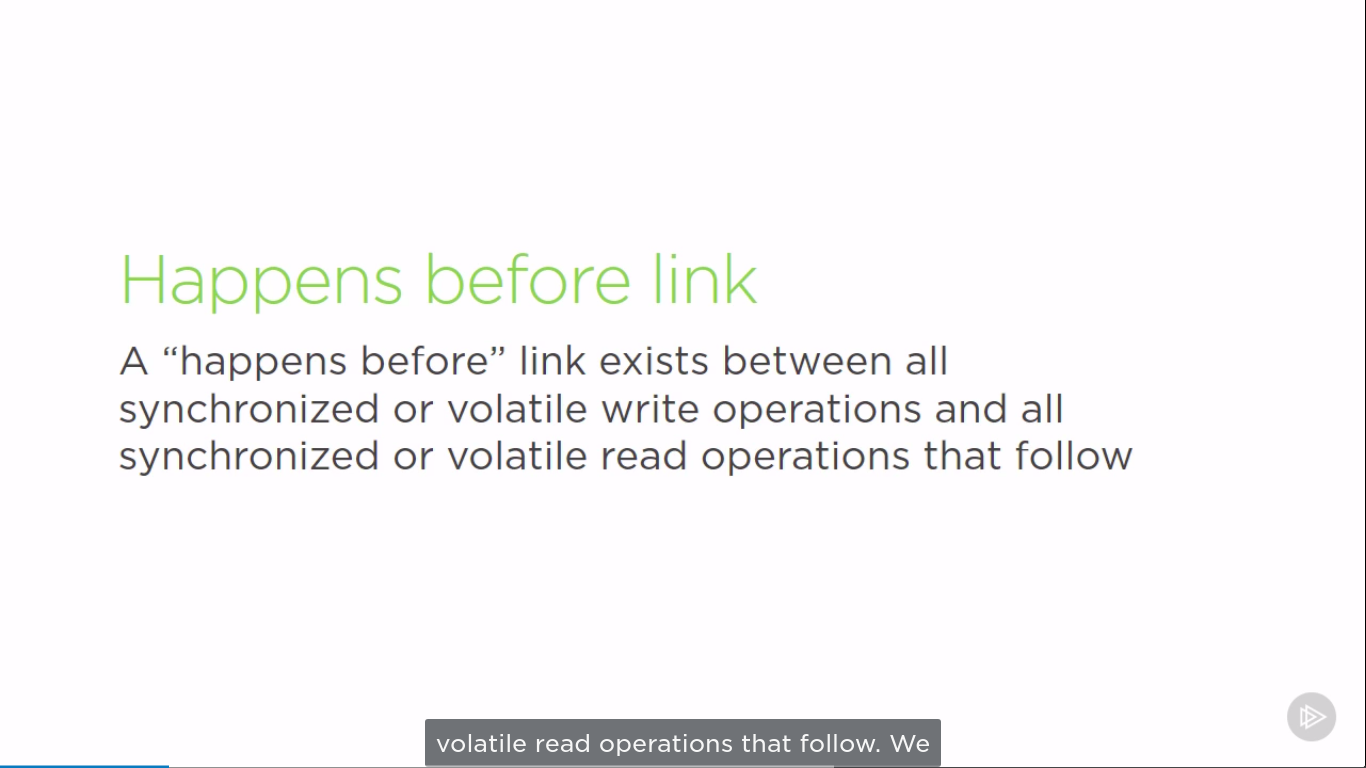 Happens before link
A “happens before” link exists between all
synchronized or volatile write operations and all
synchronized or volatile read operations that follow
volatile read operations that follow. We